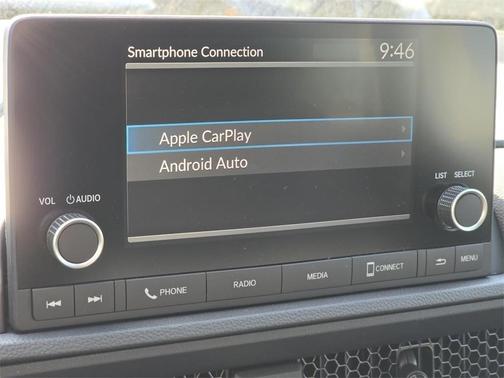 Smartphone Connection 9:46
Apple CarPlay
Android Auto
VOL AUDIO
LIST SELECT
PHONE RADIO MEDIA CONNECT MENU